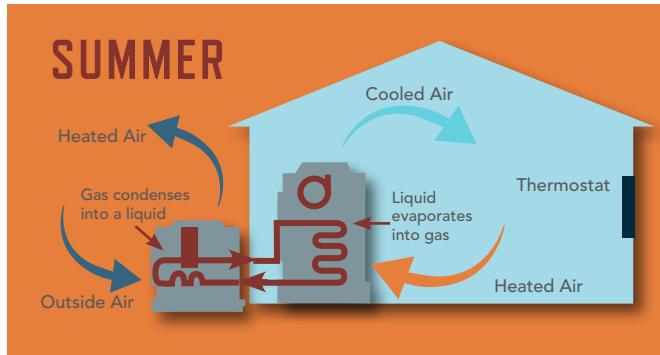 SUMMER
Cooled Air
Heated Air
Thermostat
Gas condenses
into a liquid
Liquid
evaporates
into gas
Outside Air
Heated Air